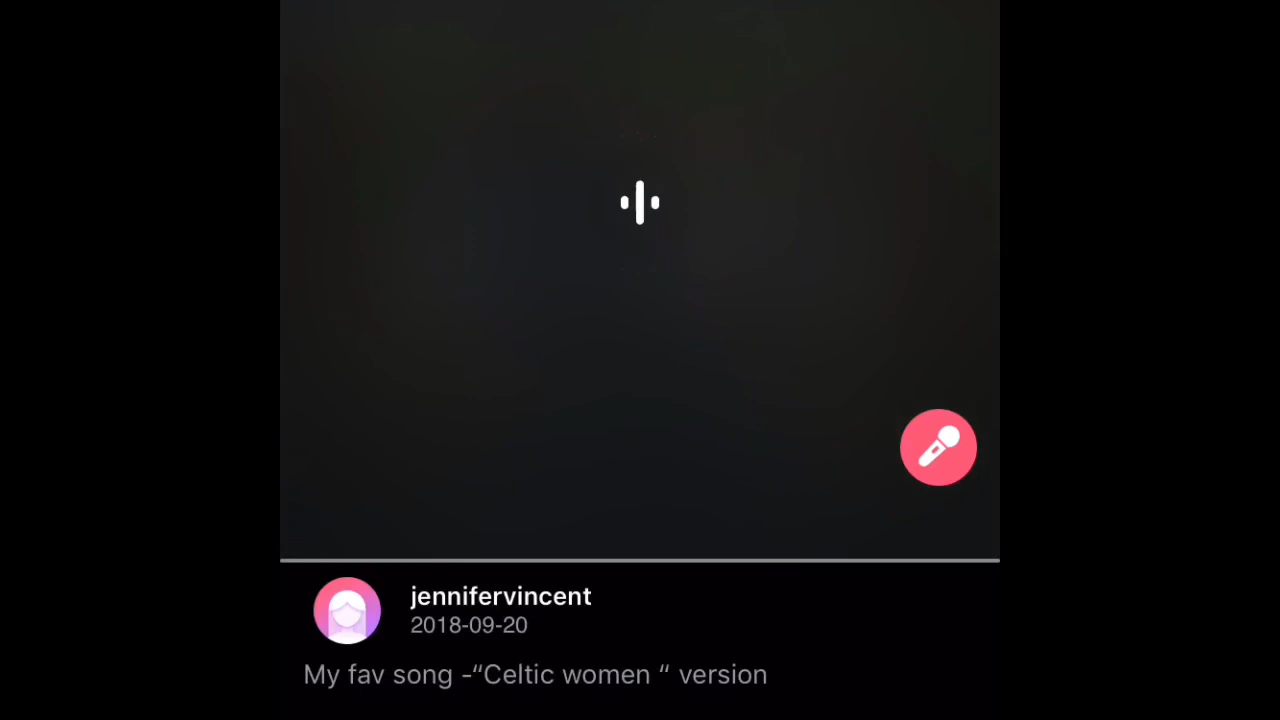 jennifervincent
2018-09-20
My fav song -“Celtic women “ version